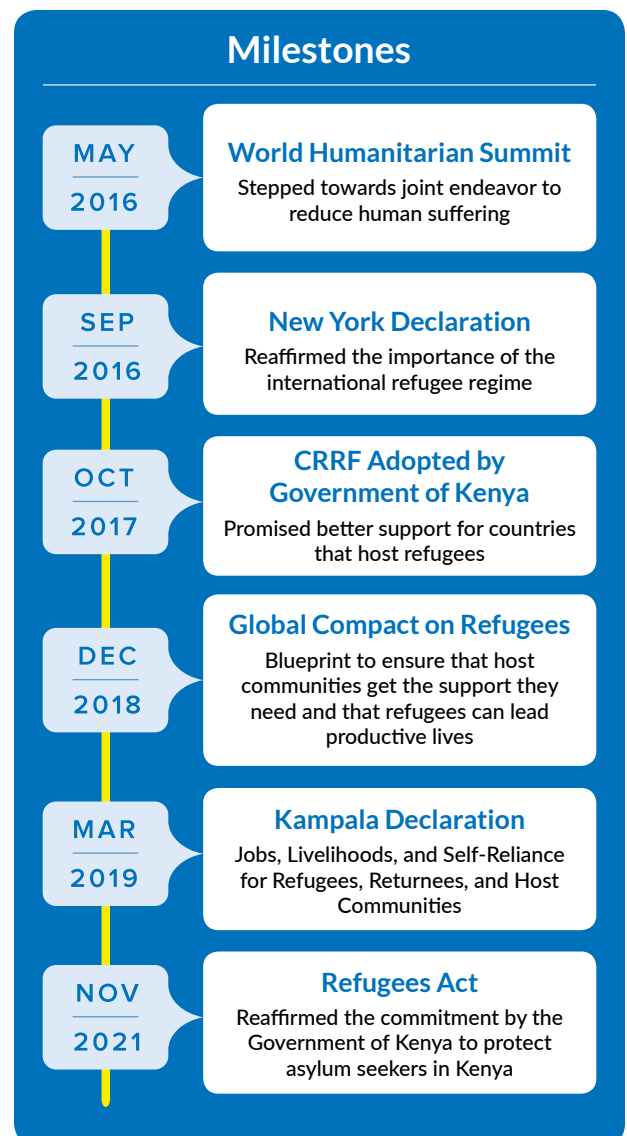 Milestones
MAY
2016
World Humanitarian Summit
Stepped towards joint endeavor to
reduce human suffering
SEP
2016
New York Declaration
Reaffirmed the importance of the
international refugee regime
OCT
2017
CRRF Adopted by
Government of Kenya
Promised better support for countries
that host refugees
DEC
2018
Global Compact on Refugees
Blueprint to ensure that host
communities get the support they
need and that refugees can lead
productive lives
MAR
2019
Kampala Declaration
Jobs, Livelihoods, and Self-Reliance
for Refugees, Returnees, and Host
Communities
NOV
2021
Refugees Act
Reaffirmed the commitment by the
Government of Kenya to protect
asylum seekers in Kenya